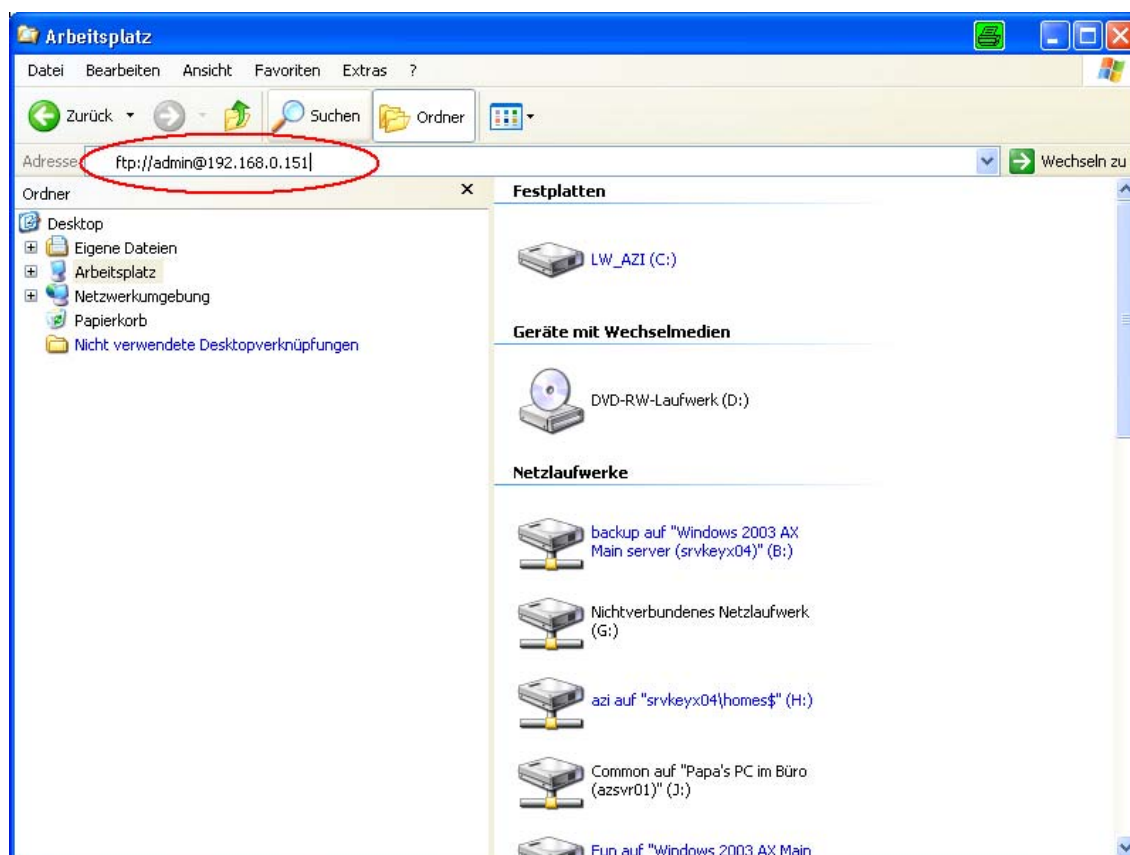 Arbeitsplatz
Datei Bearbeiten Ansicht Favoriten Extras ?
Zurück Suchen Ordner
Adresse ftp://admin@192.168.0.151 Wechseln zu
Ordner
Desktop
Eigene Dateien
Arbeitsplatz
Netzwerkumgebung
Papierkorb
Nicht verwendete Desktopverknüpfungen
Festplatten
LW_AZI (C:)
Geräte mit Wechselmedien
DVD-RW-Laufwerk (D:)
Netzlaufwerke
backup auf "Windows 2003 AX
Main server (srvkeyx04)" (B:)
Nichtverbundenes Netzlaufwerk
(G:)
azi auf "srvkeyx04\homes$" (H:)
Common auf "Papa's PC im Büro
(azsvr01)" (J:)
Fun auf "Windows 2003 AX Main